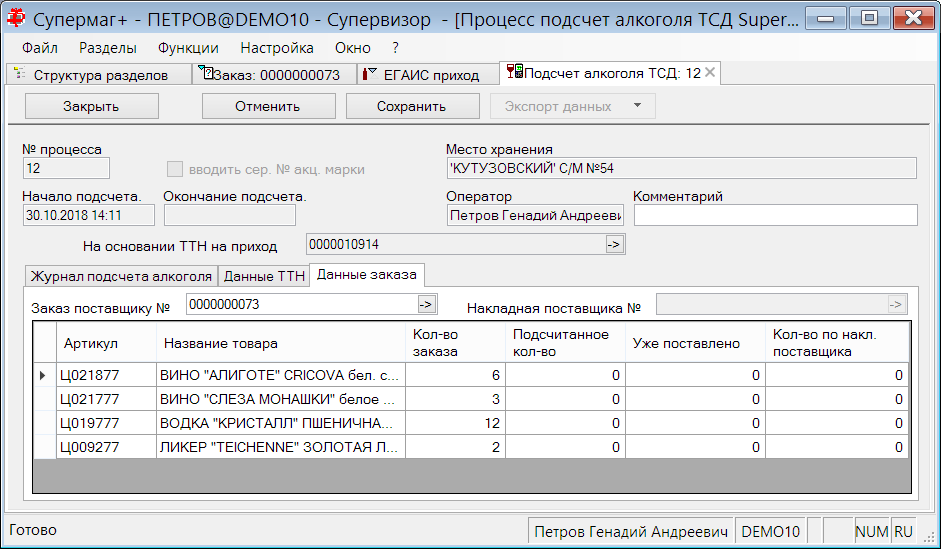 Супермаг+ - ПЕТРОВ@DEMO10 - Супервизор - [Процесс подсчет алкоголя ТСД Super...
Файл Разделы Функции Настройка Окно ?
Структура разделов Заказ: 0000000073 ЕГАИС приход Подсчет алкоголя ТСД: 12
Закрыть Отменить Сохранить Экспорт данных
№ процесса Место хранения
12 вводить сер. № акц. марки 'КУТУЗОВСКИЙ' С/М №54
Начало подсчета. Окончание подсчета. Оператор Комментарий
30.10.2018 14:11 Петров Генадий Андрееви
На основании ТТН на приход 0000010914 ->
Журнал подсчета алкоголя Данные ТТН Данные заказа
Заказ поставщику № 0000000073 -> Накладная поставщика № ->
Артикул Название товара Кол-во заказа Подсчитанное кол-во Уже поставлено Кол-во по накл. поставщика
Ц021877 ВИНО "АЛИГОТЕ" CRICOVA бел. с... 6 0 0 0
Ц021777 ВИНО "СЛЕЗА МОНАШКИ" белое ... 3 0 0 0
Ц019777 ВОДКА "КРИСТАЛЛ" ПШЕНИЧНА... 12 0 0 0
Ц009277 ЛИКЕР "TEICHENNE" ЗОЛОТАЯ Л... 2 0 0 0
Готово Петров Генадий Андреевич DEMO10 NUM RU